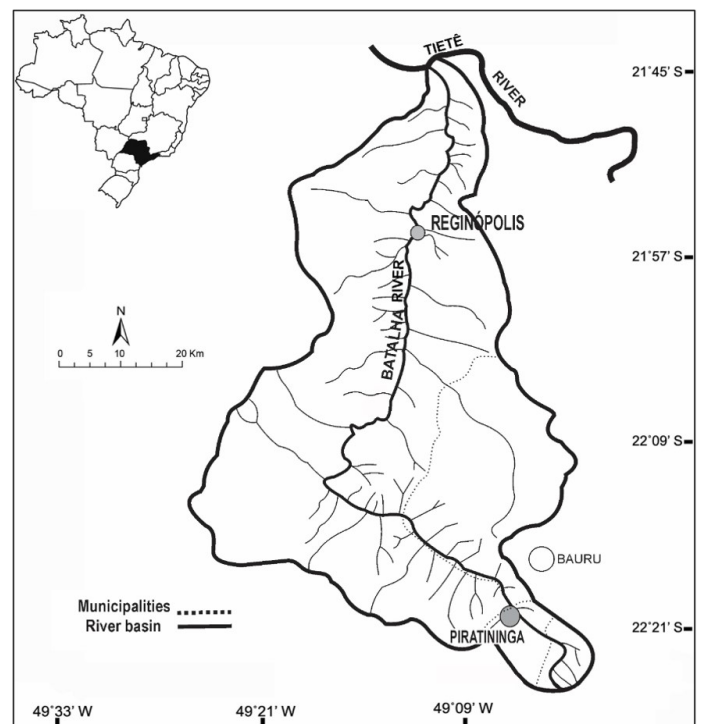 TIETÊ
RIVER
21°45' S
REGINÓPOLIS
21°57' S
BATALHA RIVER
N
0 5 10 20 Km
22°09' S
BAURU
Municipalities
River basin
PIRATININGA
22°21' S
49°33' W 49°21' W 49°09' W